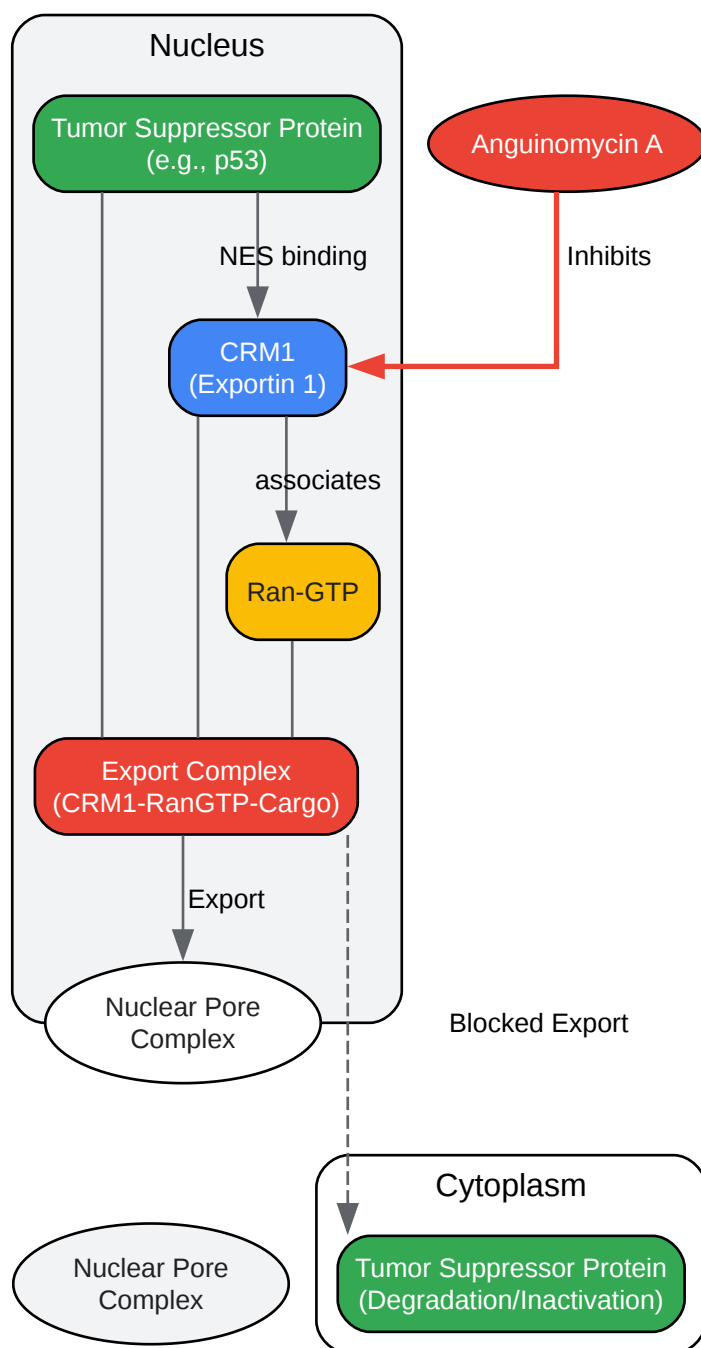 Nucleus
Tumor Suppressor Protein
(e.g., p53)
Anguinomycin A
NES binding
Inhibits
CRM1
(Exportin 1)
associates
Ran-GTP
Export Complex
(CRM1-RanGTP-Cargo)
Export
Nuclear Pore
Complex
Blocked Export
Cytoplasm
Nuclear Pore
Complex
Tumor Suppressor Protein
(Degradation/Inactivation)